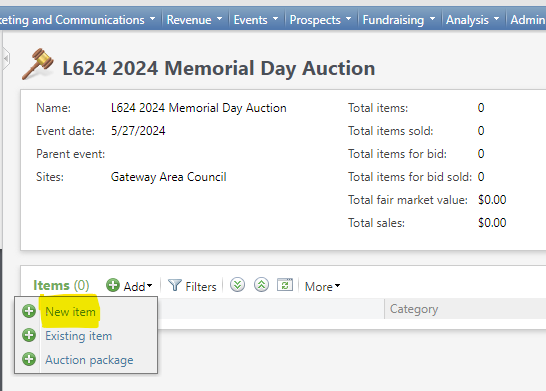 keting and Communications Revenue Events Prospects Fundraising Analysis Admin
L624 2024 Memorial Day Auction
Name: L624 2024 Memorial Day Auction Total items: 0
Event date: 5/27/2024 Total items sold: 0
Parent event: Total items for bid: 0
Sites: Gateway Area Council Total items for bid sold: 0
Total fair market value: $0.00
Total sales: $0.00
Items (0) Add Filters More
New item Category
Existing item
Auction package